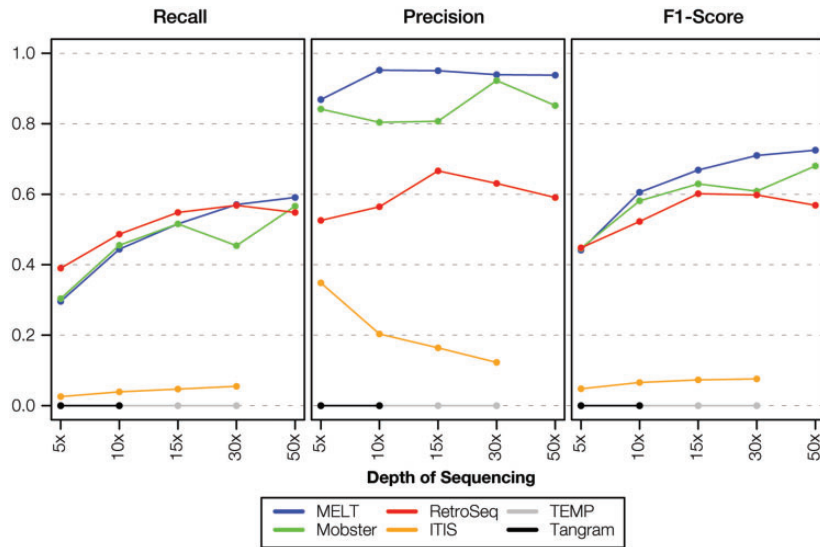 Recall Precision F1-Score
1.0
0.8
0.6
0.4
0.2
0.0
5x 10x 15x 30x 50x 5x 10x 15x 30x 50x 5x 10x 15x 30x 50x
Depth of Sequencing
MELT RetroSeq TEMP
Mobster ITIS Tangram